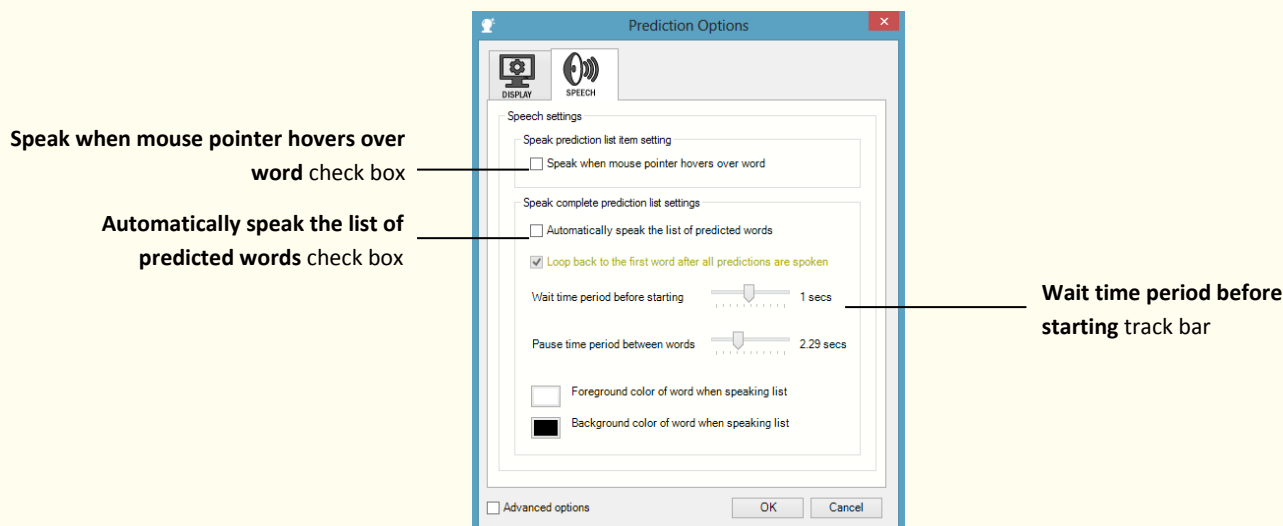 Prediction Options
DISPLAY
SPEECH
Speech settings
Speak prediction list item setting
Speak when mouse pointer hovers over
word check box
Speak when mouse pointer hovers over word
Speak complete prediction list settings
Automatically speak the list of
predicted words check box
Automatically speak the list of predicted words
Loop back to the first word after all predictions are spoken
Wait time period before starting 1 secs
Wait time period before
starting track bar
Pause time period between words 2.29 secs
Foreground color of word when speaking list
Background color of word when speaking list
Advanced options
OK
Cancel